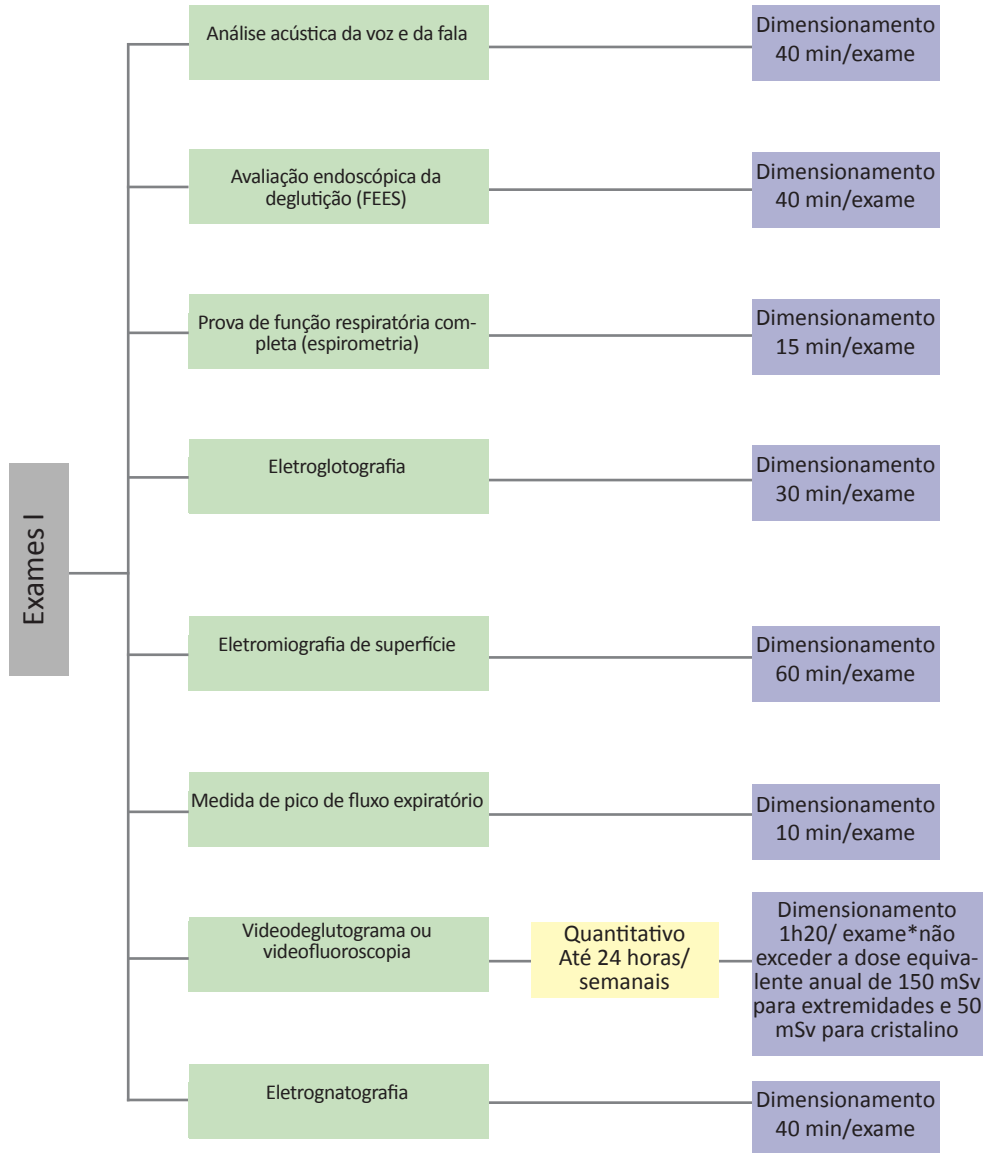 Exames I
Análise acústica da voz e da fala
Dimensionamento
40 min/exame
Avaliação endoscópica da
deglutição (FEES)
Dimensionamento
40 min/exame
Prova de função respiratória com-
pleta (espirometria)
Dimensionamento
15 min/exame
Eletroglotografia
Dimensionamento
30 min/exame
Eletromiografia de superfície
Dimensionamento
60 min/exame
Medida de pico de fluxo expiratório
Dimensionamento
10 min/exame
Videodeglutograma ou
videofluoroscopia
Quantitativo
Até 24 horas/
semanais
Dimensionamento
1h20/ exame*não
exceder a dose equiva-
lente anual de 150 mSv
para extremidades e 50
mSv para cristalino
Eletrognatografia
Dimensionamento
40 min/exame